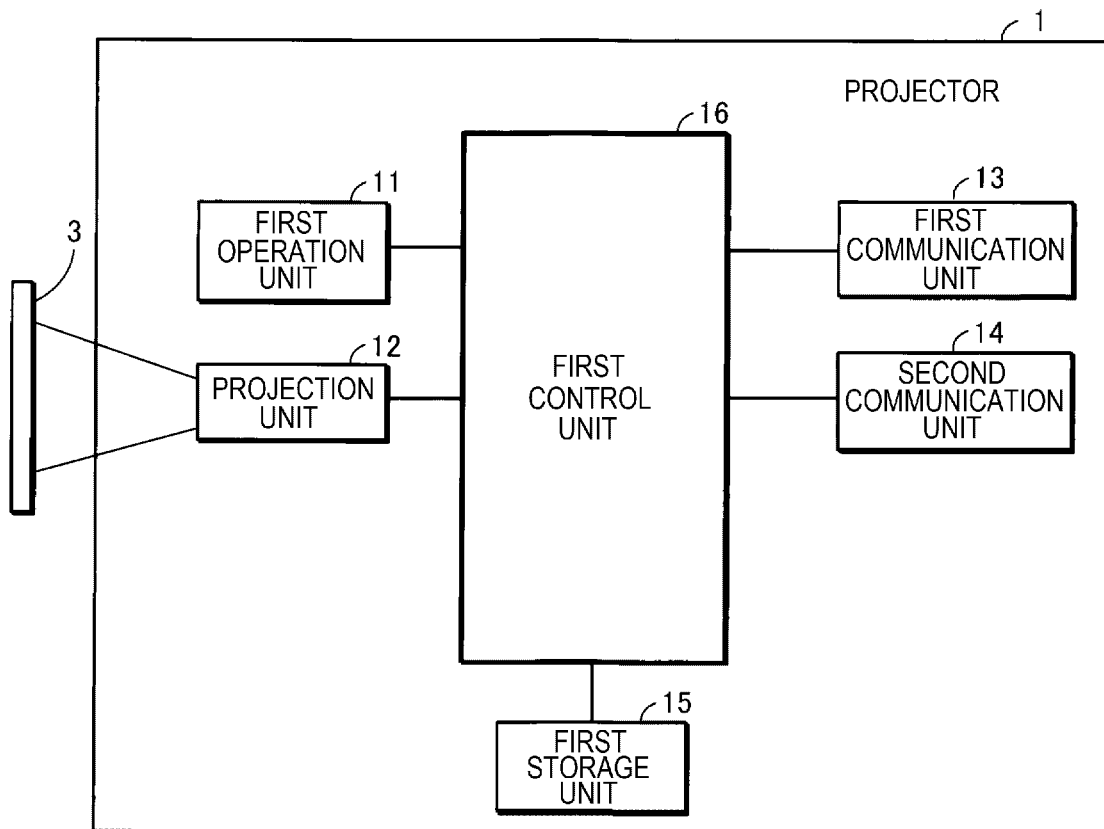 1
PROJECTOR
16
11
FIRST
OPERATION
UNIT
13
FIRST
COMMUNICATION
UNIT
3
12
PROJECTION
UNIT
FIRST
CONTROL
UNIT
14
SECOND
COMMUNICATION
UNIT
15
FIRST
STORAGE
UNIT